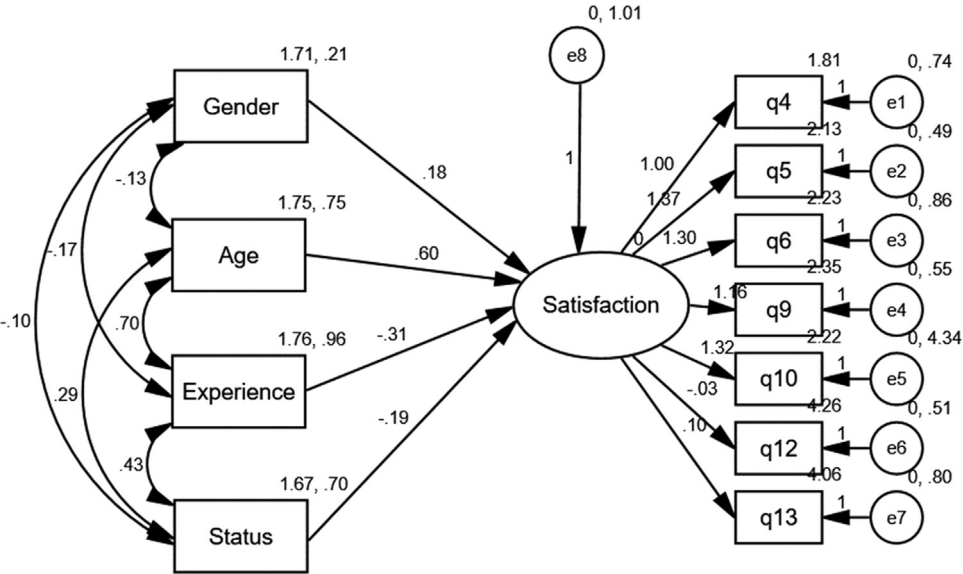 0, 1.01
e8
1
1.71, .21
Gender
-.13
1.75, .75
Age
-.17
-.10
.70
.29
1.76, .96
Experience
.43
1.67, .70
Status
.18
.60
-.31
-.19
0
Satisfaction
1.00
1.37
1.30
1.16
1.32
-.03
.10
1.81
q4
1
0, .74
e1
2.13
q5
1
0, .49
e2
2.23
q6
1
0, .86
e3
2.35
q9
1
0, .55
e4
2.22
q10
1
0, 4.34
e5
4.26
q12
1
0, .51
e6
4.06
q13
1
0, .80
e7